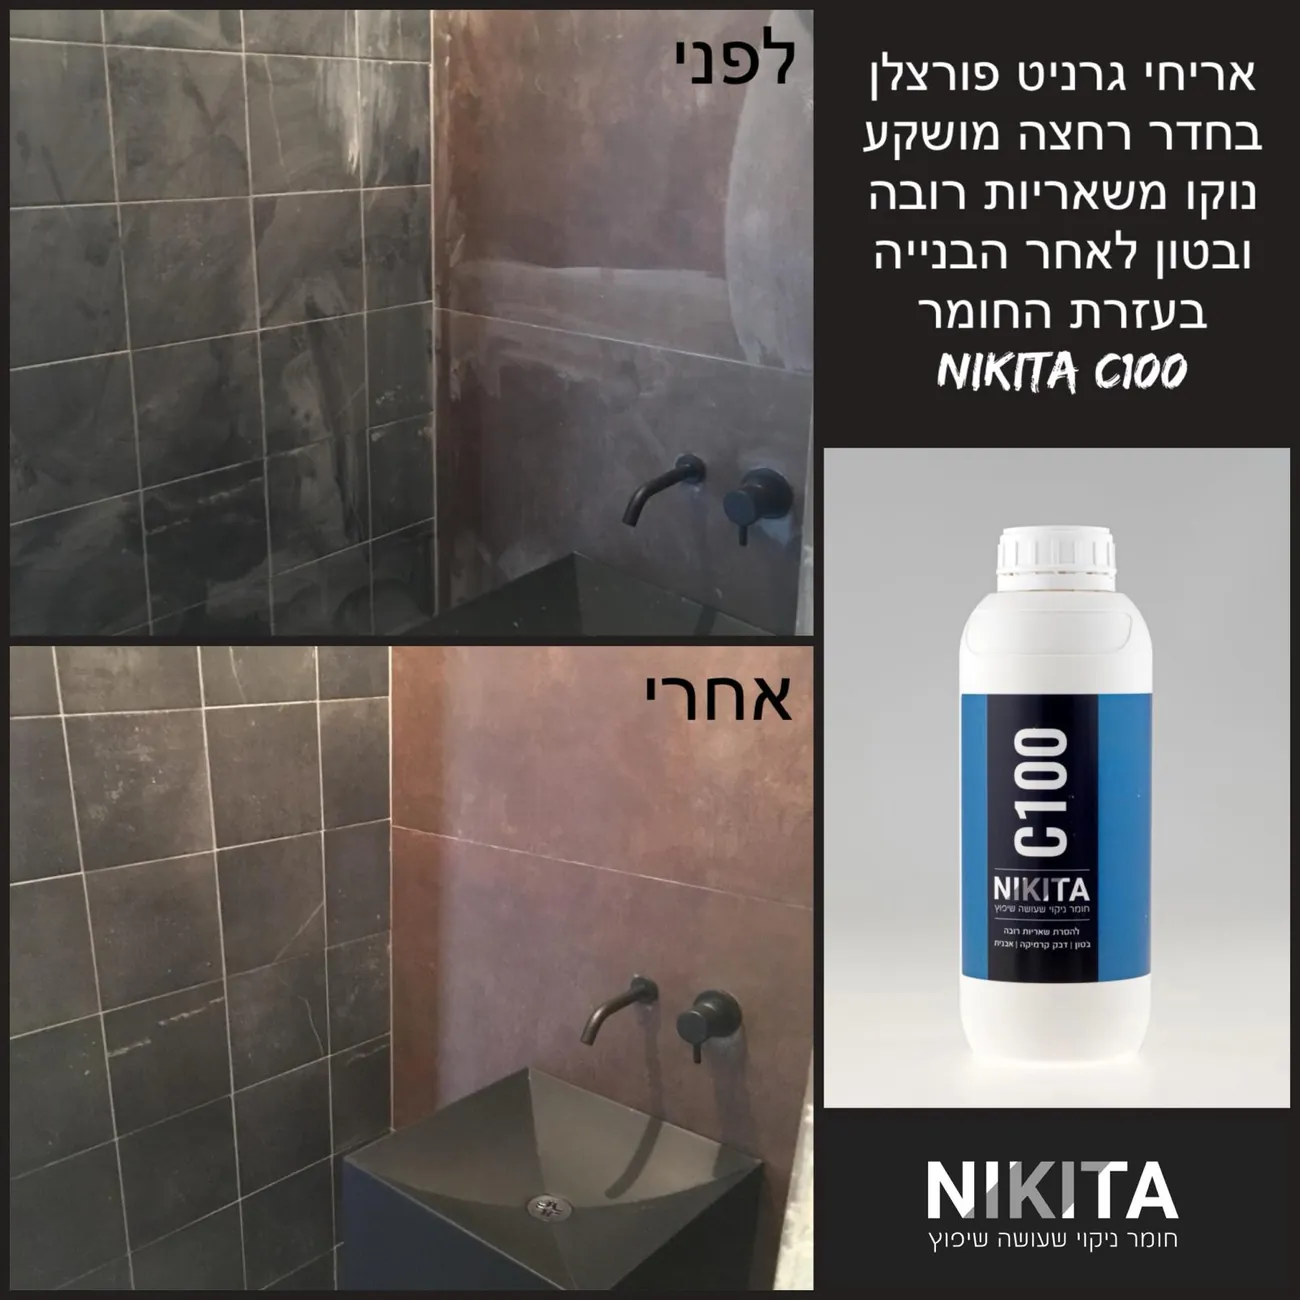 לפני
אחרי
אריחי גרניט פורצלן
בחדר רחצה מושקע
נוקו משאריות רובה
ובטון לאחר הבנייה
בעזרת החומר
NIKITA C100
C100
NIKITA
חומר ניקוי שעושה שיפוץ
להסרת שאריות רובה
בטון | דבק קרמיקה | אבנית
NIKITA
חומר ניקוי שעושה שיפוץ